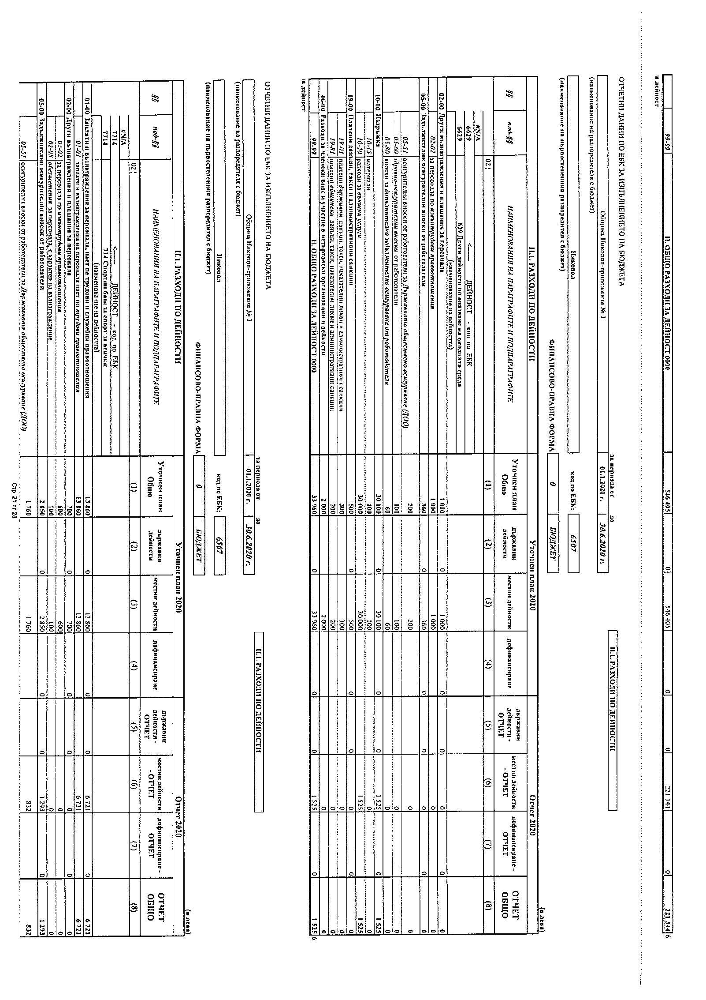 99-99 II. ОБЩО РАЗХОДИ ЗА ДЕЙНОСТ 0000 546 405 0 546 405 0 0 221 344 0 221 344 6
за дейност
ОТЧЕТНИ ДАННИ ПО ЕБК ЗА ИЗПЪЛНЕНИЕТО НА БЮДЖЕТА
за периода от до
II.1. РАЗХОДИ ПО ДЕЙНОСТИ
Община Никопол-приложение № 3 01.1.2020 г. 30.6.2020 г.
(наименование на разпоредителя с бюджет)
Никопол код по ЕБК: 6507
(наименование на първостепенния разпоредител с бюджет)
ФИНАНСОВО-ПРАВНА ФОРМА 0 БЮДЖЕТ
(в лева)
II.1. РАЗХОДИ ПО ДЕЙНОСТИ Уточнен план 2020 Отчет 2020
§§ под-§§ НАИМЕНОВАНИЯ НА ПАРАГРАФИТЕ И ПОДПАРАГРАФИТЕ Уточнен план Общо държавни дейности местни дейности дофинансиране държавни дейности - ОТЧЕТ местни дейности - ОТЧЕТ дофинансиране - ОТЧЕТ ОТЧЕТ ОБЩО
02: (1) (2) (3) (4) (5) (6) (7) (8)
#N/A
6629 <------ ДЕЙНОСТ - код по ЕБК
6629 629 Други дейности по опазване на околната среда
(наименование на дейността)
02-00 Други възнаграждения и плащания за персонала 1 000 0 1 000 0 0 0 0 0
02-02 за персонала по извънтрудови правоотношения 1 000 1 000 0 0
05-00 Задължителни осигурителни вноски от работодатели 360 0 360 0 0 0 0 0
05-51 осигурителни вноски от работодатели за Държавното обществено осигуряване (ДОО) 200 200 0 0
05-60 здравно-осигурителни вноски от работодатели 100 100 0 0
05-80 вноски за допълнително задължително осигуряване от работодатели 60 60 0 0
10-00 Издръжка 30 100 0 30 100 0 0 1 525 0 1 525
10-15 материали 100 100 0 0
10-20 разходи за външни услуги 30 000 30 000 1 525 1 525
19-00 Платени данъци, такси и административни санкции 500 0 500 0 0 0 0 0
19-01 платени държавни данъци, такси, наказателни лихви и административни санкции 300 300 0 0
19-81 платени общински данъци, такси, наказателни лихви и административни санкции 200 200 0 0
46-00 Разходи за членски внос и участие в нетърговски организации и дейности 2 000 2 000 0 0
99-99 II. ОБЩО РАЗХОДИ ЗА ДЕЙНОСТ 0000 33 960 0 33 960 0 0 1 525 0 1 525 6
за дейност
ОТЧЕТНИ ДАННИ ПО ЕБК ЗА ИЗПЪЛНЕНИЕТО НА БЮДЖЕТА
за периода от до
II.1. РАЗХОДИ ПО ДЕЙНОСТИ
Община Никопол-приложение № 3 01.1.2020 г. 30.6.2020 г.
(наименование на разпоредителя с бюджет)
Никопол код по ЕБК: 6507
(наименование на първостепенния разпоредител с бюджет)
ФИНАНСОВО-ПРАВНА ФОРМА 0 БЮДЖЕТ
(в лева)
II.1. РАЗХОДИ ПО ДЕЙНОСТИ Уточнен план 2020 Отчет 2020
§§ под-§§ НАИМЕНОВАНИЯ НА ПАРАГРАФИТЕ И ПОДПАРАГРАФИТЕ Уточнен план Общо държавни дейности местни дейности дофинансиране държавни дейности - ОТЧЕТ местни дейности - ОТЧЕТ дофинансиране - ОТЧЕТ ОТЧЕТ ОБЩО
02: (1) (2) (3) (4) (5) (6) (7) (8)
#N/A
7714 <------ ДЕЙНОСТ - код по ЕБК
7714 714 Спортни бази за спорт за всички
(наименование на дейността)
01-00 Заплати и възнаграждения за персонала, нает по трудови и служебни правоотношения 13 860 0 13 860 0 0 6 721 0 6 721
01-01 заплати и възнаграждения на персонала нает по трудови правоотношения 13 860 13 860 6 721 6 721
02-00 Други възнаграждения и плащания за персонала 700 0 700 0 0 0 0 0
02-02 за персонала по извънтрудови правоотношения 600 600 0 0
02-08 обезщетения за персонала, с характер на възнаграждение 100 100 0 0
05-00 Задължителни осигурителни вноски от работодатели 2 850 0 2 850 0 0 1 293 0 1 293
05-51 осигурителни вноски от работодатели за Държавното обществено осигуряване (ДОО) 1 760 1 760 832 832
Стр. 21 от 28